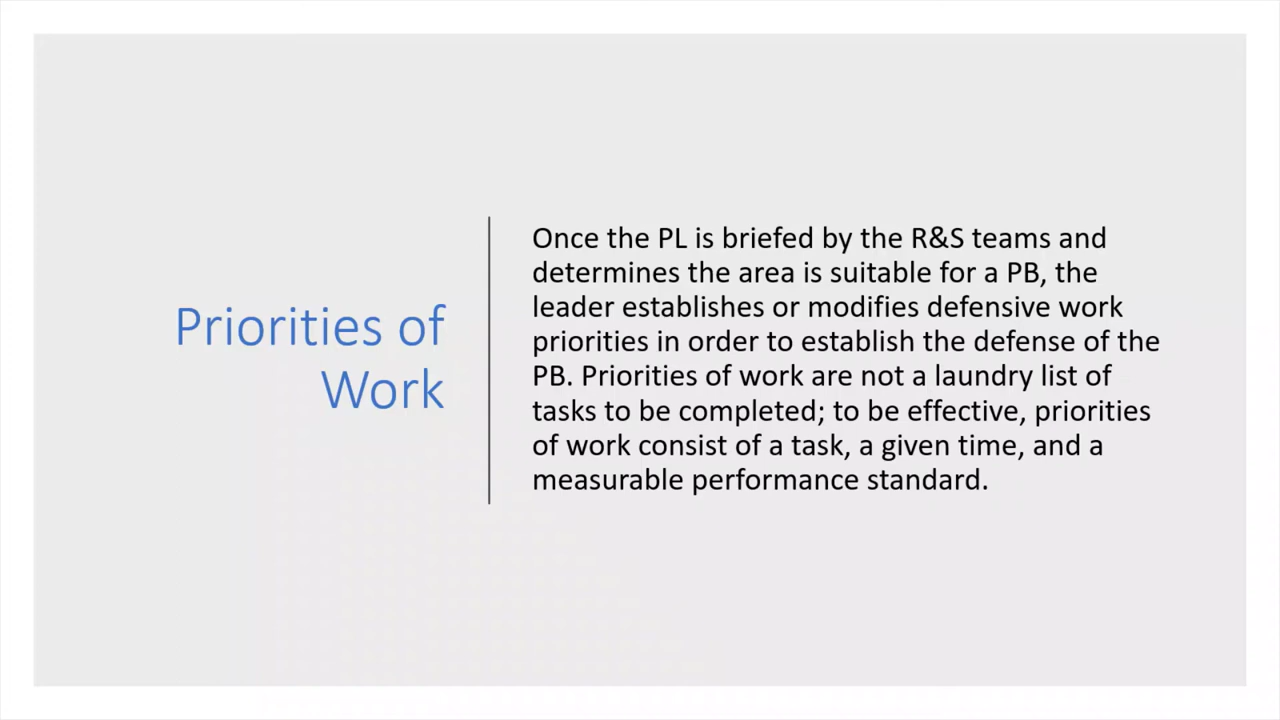 Priorities of
Work
Once the PL is briefed by the R&S teams and
determines the area is suitable for a PB, the
leader establishes or modifies defensive work
priorities in order to establish the defense of the
PB. Priorities of work are not a laundry list of
tasks to be completed; to be effective, priorities
of work consist of a task, a given time, and a
measurable performance standard.